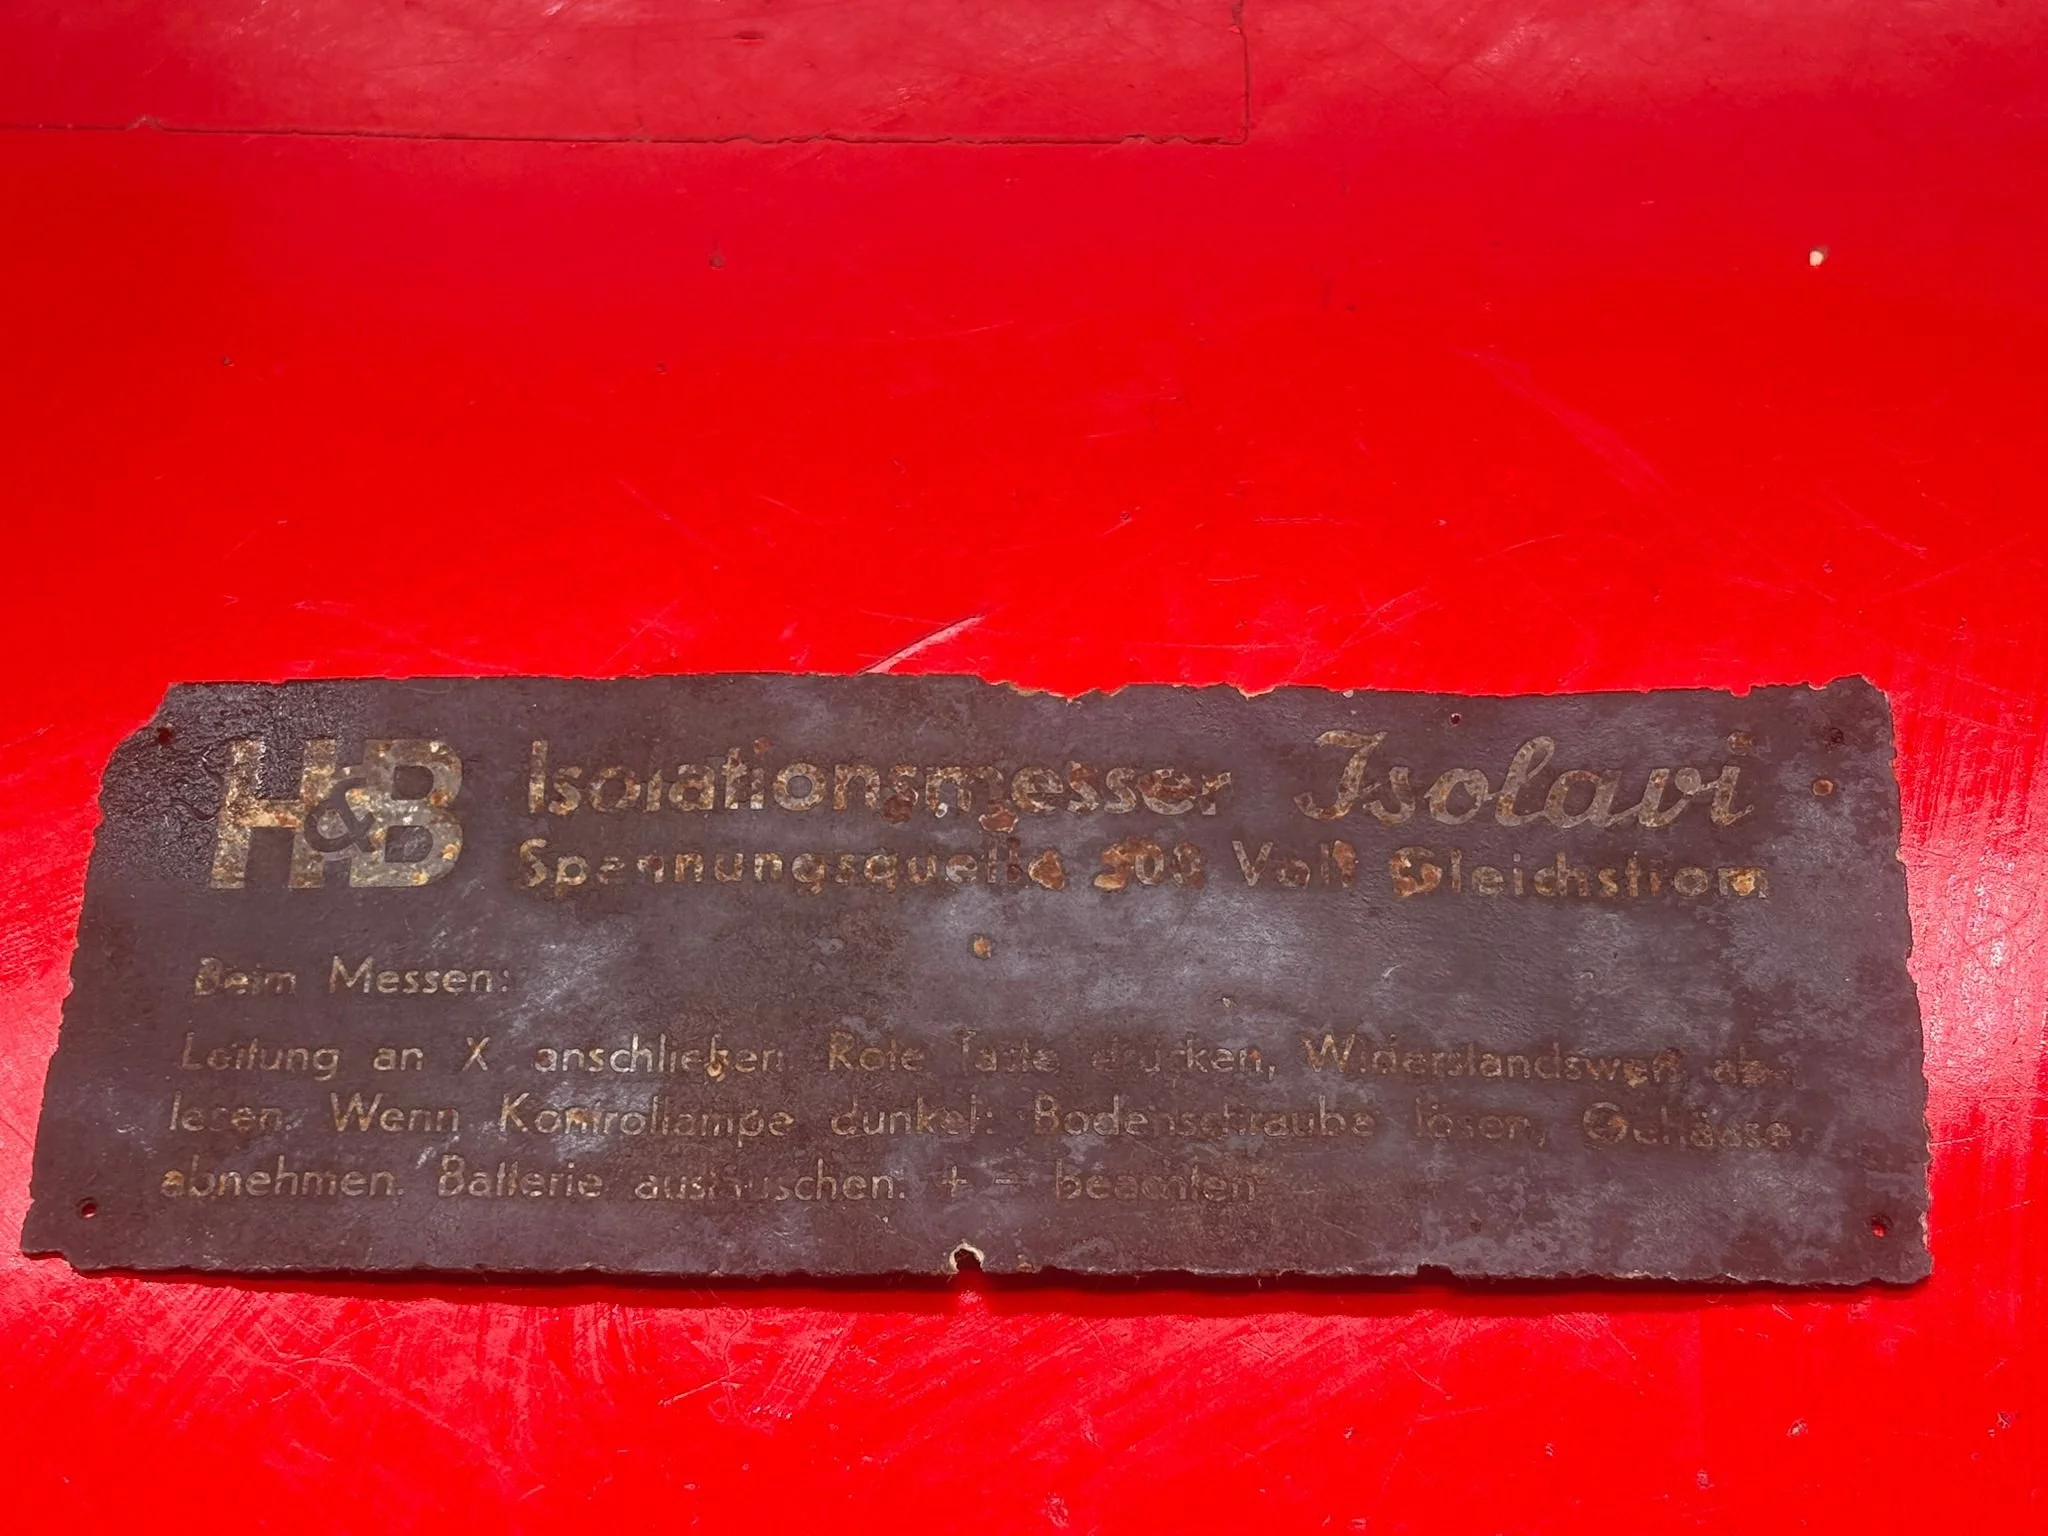 H&B Isolationsmesser Isolavi
Spannungsquelle 500 Volt Gleichstrom
Beim Messen:
Leitung an X anschließen. Rote Taste drücken, Widerstandswert ab-
lesen. Wenn Kontrollampe dunkel: Bodenschraube lösen, Gehäuse
abnehmen. Batterie austauschen. + - beachten